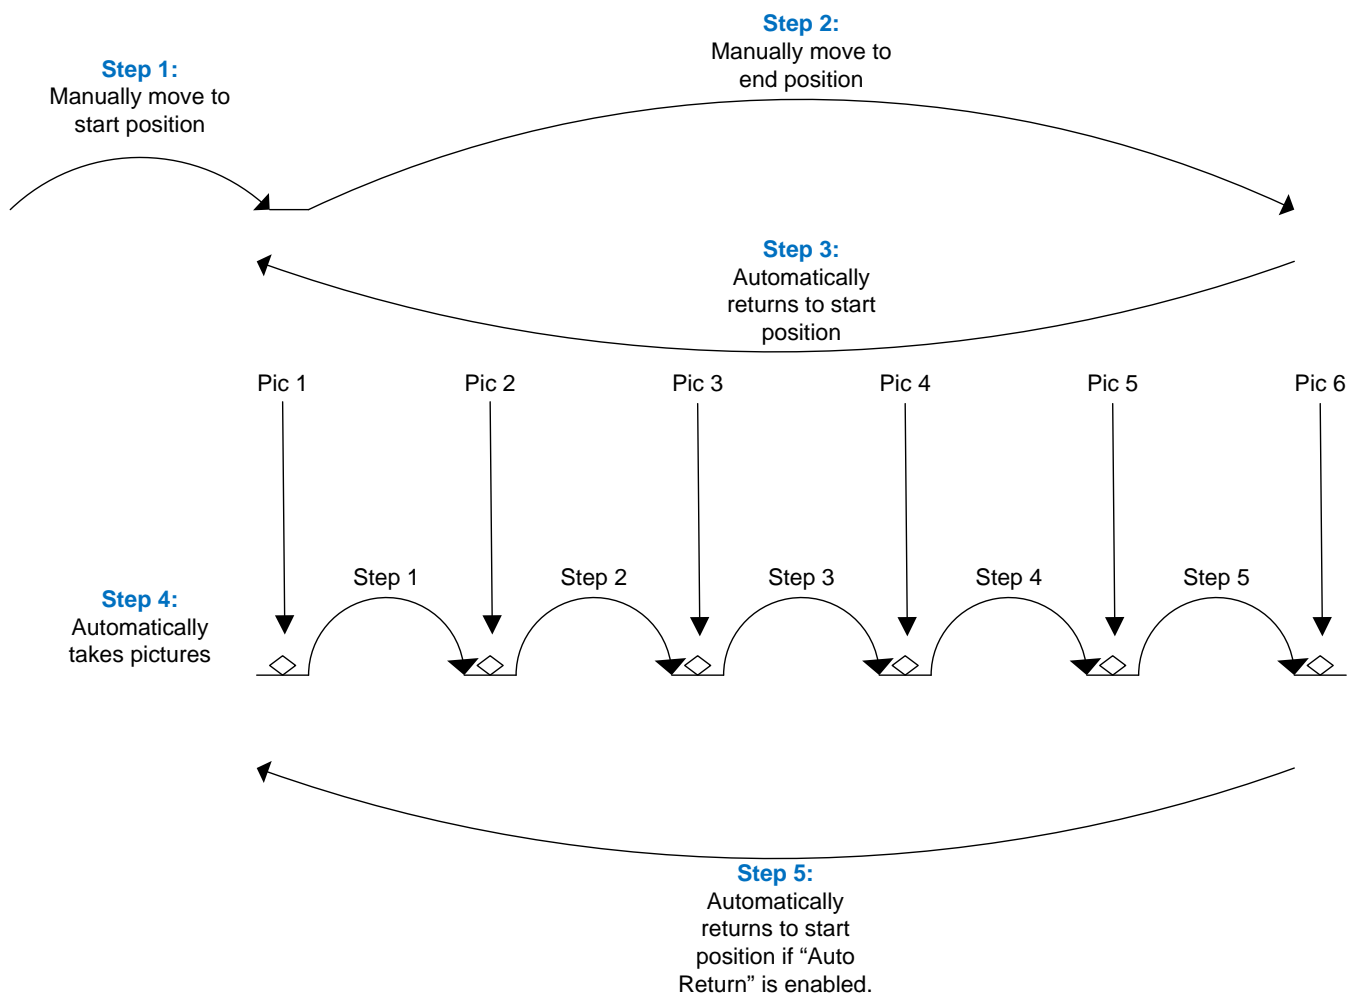 Step 1:
Manually move to
start position
Step 2:
Manually move to
end position
Step 3:
Automatically
returns to start
position
Pic 1
Pic 2
Pic 3
Pic 4
Pic 5
Pic 6
Step 4:
Automatically
takes pictures
Step 1
Step 2
Step 3
Step 4
Step 5
Step 5:
Automatically
returns to start
position if “Auto
Return” is enabled.